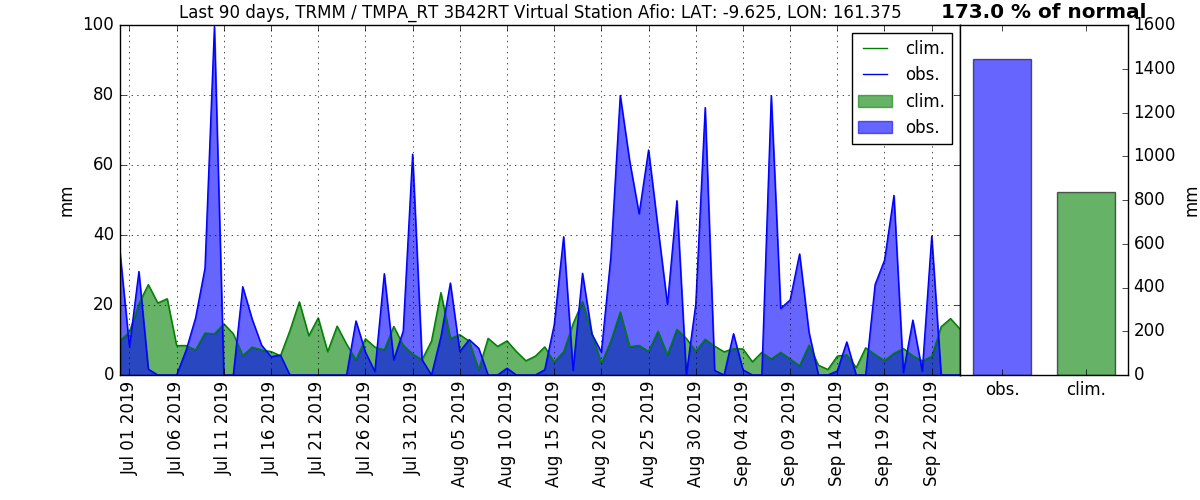 Last 90 days, TRMM / TMPA_RT 3B42RT Virtual Station Afio: LAT: -9.625, LON: 161.375
173.0 % of normal
100
80
60
40
20
0
mm
clim.
obs.
clim.
obs.
1600
1400
1200
1000
800
600
400
200
0
mm
Jul 01 2019
Jul 06 2019
Jul 11 2019
Jul 16 2019
Jul 21 2019
Jul 26 2019
Jul 31 2019
Aug 05 2019
Aug 10 2019
Aug 15 2019
Aug 20 2019
Aug 25 2019
Aug 30 2019
Sep 04 2019
Sep 09 2019
Sep 14 2019
Sep 19 2019
Sep 24 2019
obs.
clim.